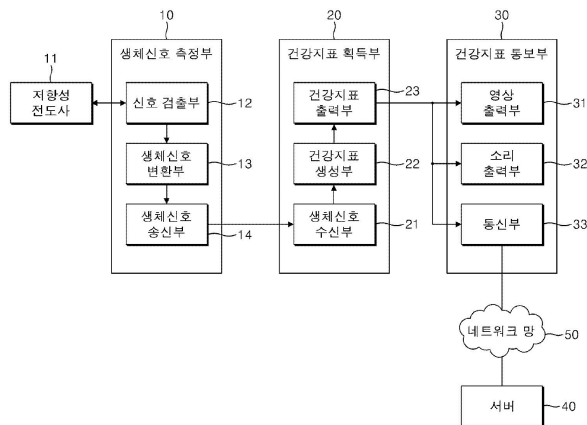 10
20
30
생체신호 측정부
건강지표 획득부
건강지표 통보부
11
저항성
전도사
신호 검출부
12
생체신호
변환부
13
생체신호
송신부
14
23
건강지표
출력부
건강지표
생성부
22
생체신호
수신부
21
영상
출력부
31
소리
출력부
32
통신부
33
네트워크 망
50
서버
40